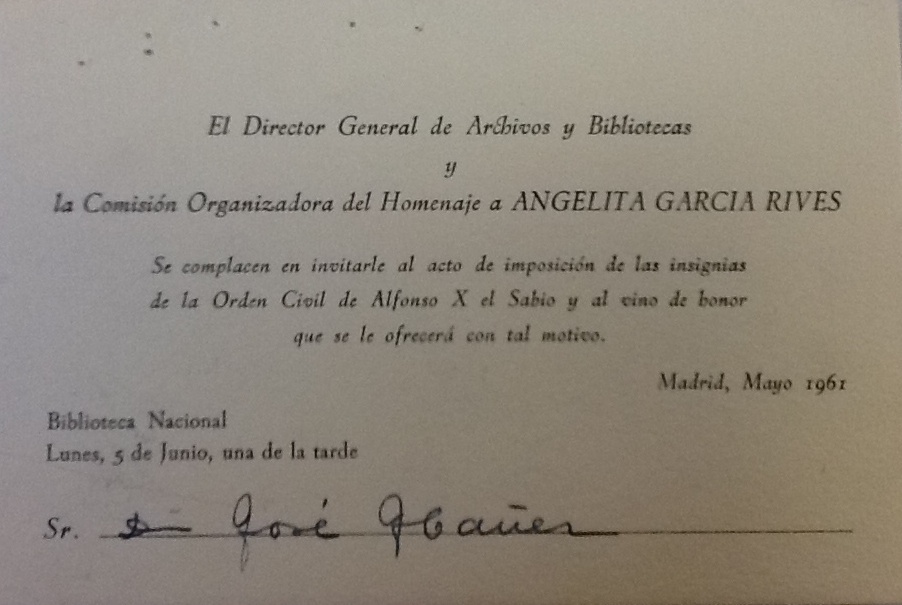 El Director General de Archivos y Bibliotecas
y
la Comisión Organizadora del Homenaje a ANGELITA GARCIA RIVES
Se complacen en invitarle al acto de imposición de las insignias
de la Orden Civil de Alfonso X el Sabio y al vino de honor
que se le ofrecerá con tal motivo.
Madrid, Mayo 1961
Biblioteca Nacional
Lunes, 5 de Junio, una de la tarde
Sr. D José Ibañez